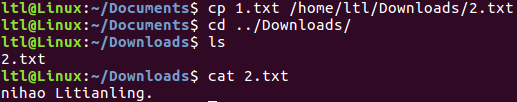 ltl@Linux:~/Documents$ cp 1.txt /home/ltl/Downloads/2.txt
ltl@Linux:~/Documents$ cd ../Downloads/
ltl@Linux:~/Downloads$ ls
2.txt
ltl@Linux:~/Downloads$ cat 2.txt
nihao Litianling.